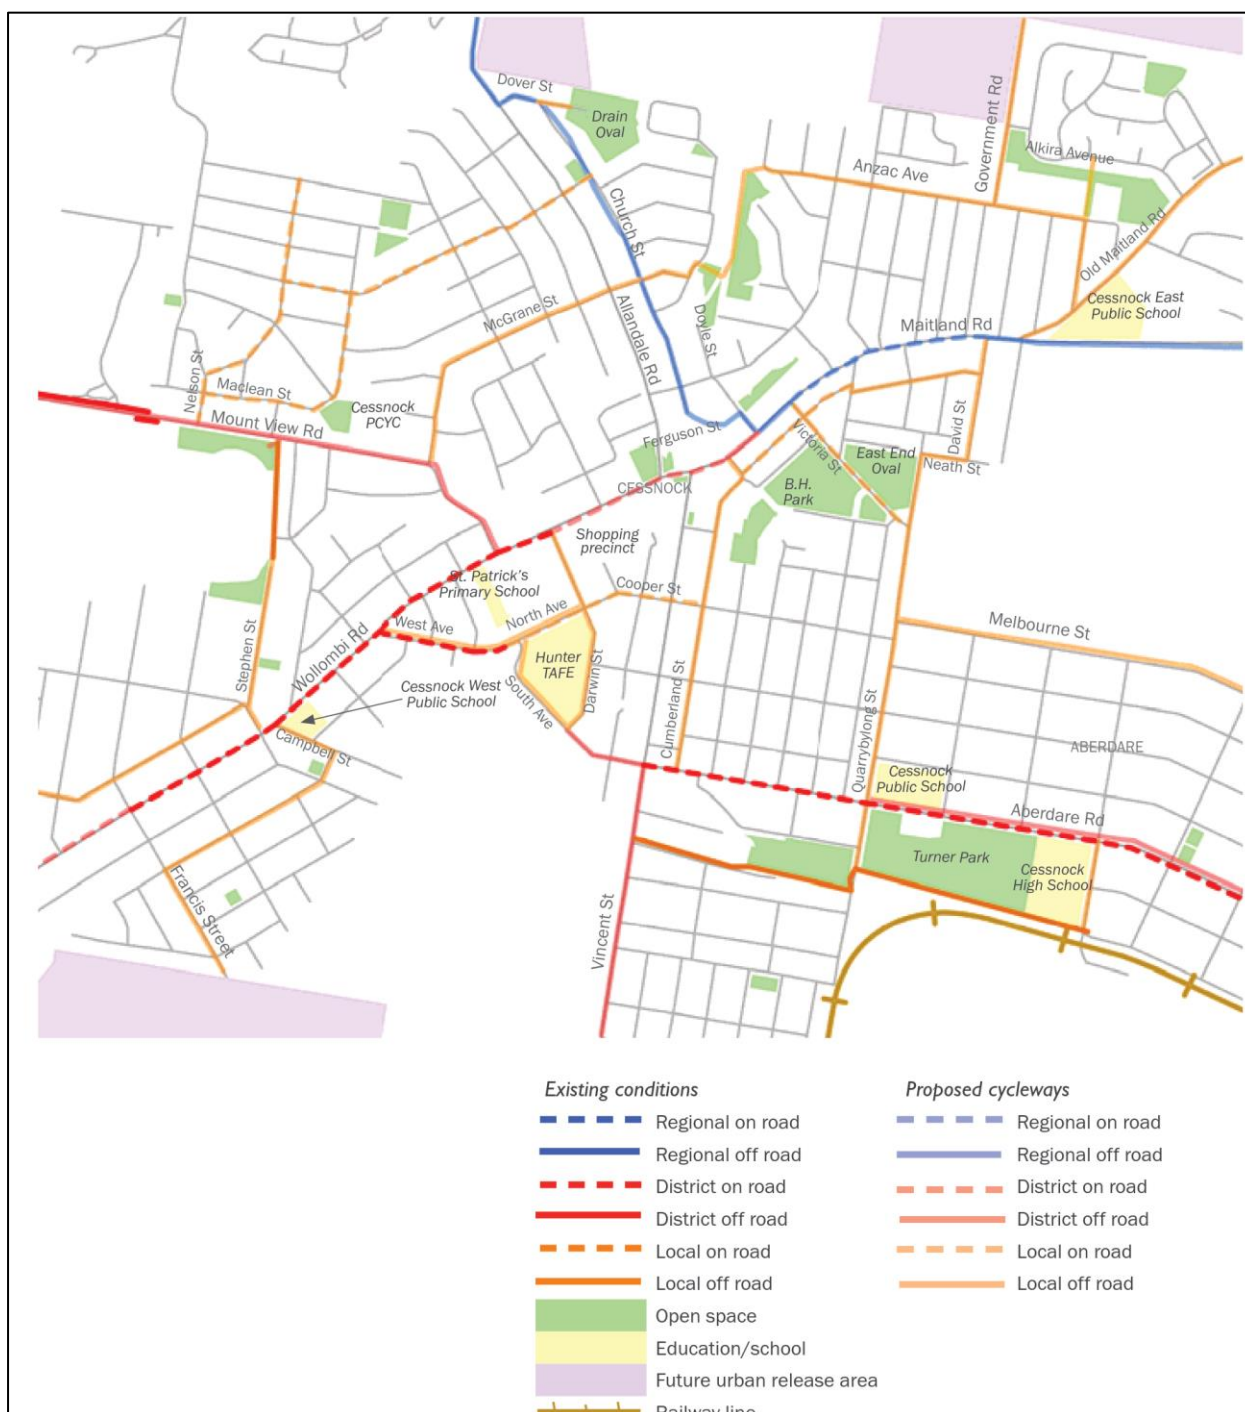 Dover St
Drain
Oval
Government Rd
Alkira Avenue
Anzac Ave
Church St
Old Maitland Rd
Cessnock East
Public School
McGrane St
Allandale Rd
Doyle St
Maitland Rd
Nelson St
Maclean St
Cessnock
PCYC
Mount View Rd
Ferguson St
Victoria St
David St
East End
Oval
Neath St
CESSNOCK
B.H.
Park
Shopping
precinct
St. Patrick's
Primary School
Cooper St
North Ave
West Ave
Melbourne St
Stephen St
Wollombi Rd
Hunter
TAFE
Darwin St
South Ave
Cessnock West
Public School
Cumberland St
Quarrybylong St
ABERDARE
Campbell St
Cessnock
Public School
Aberdare Rd
Turner Park
Cessnock
High School
Francis Street
Vincent St
Existing conditions
Regional on road
Regional off road
District on road
District off road
Local on road
Local off road
Open space
Education/school
Future urban release area
Railway line
Proposed cycleways
Regional on road
Regional off road
District on road
District off road
Local on road
Local off road